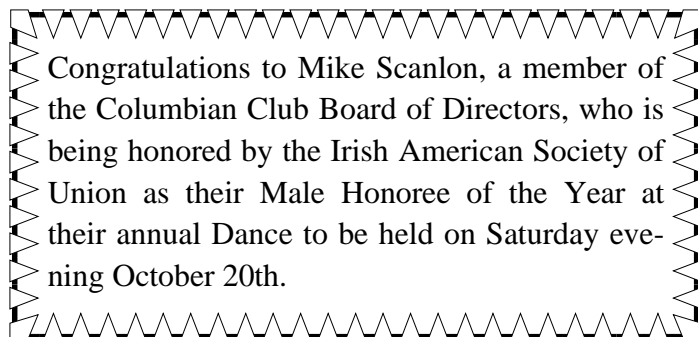 Congratulations to Mike Scanlon, a member of
the Columbian Club Board of Directors, who is
being honored by the Irish American Society of
Union as their Male Honoree of the Year at
their annual Dance to be held on Saturday eve-
ning October 20th.